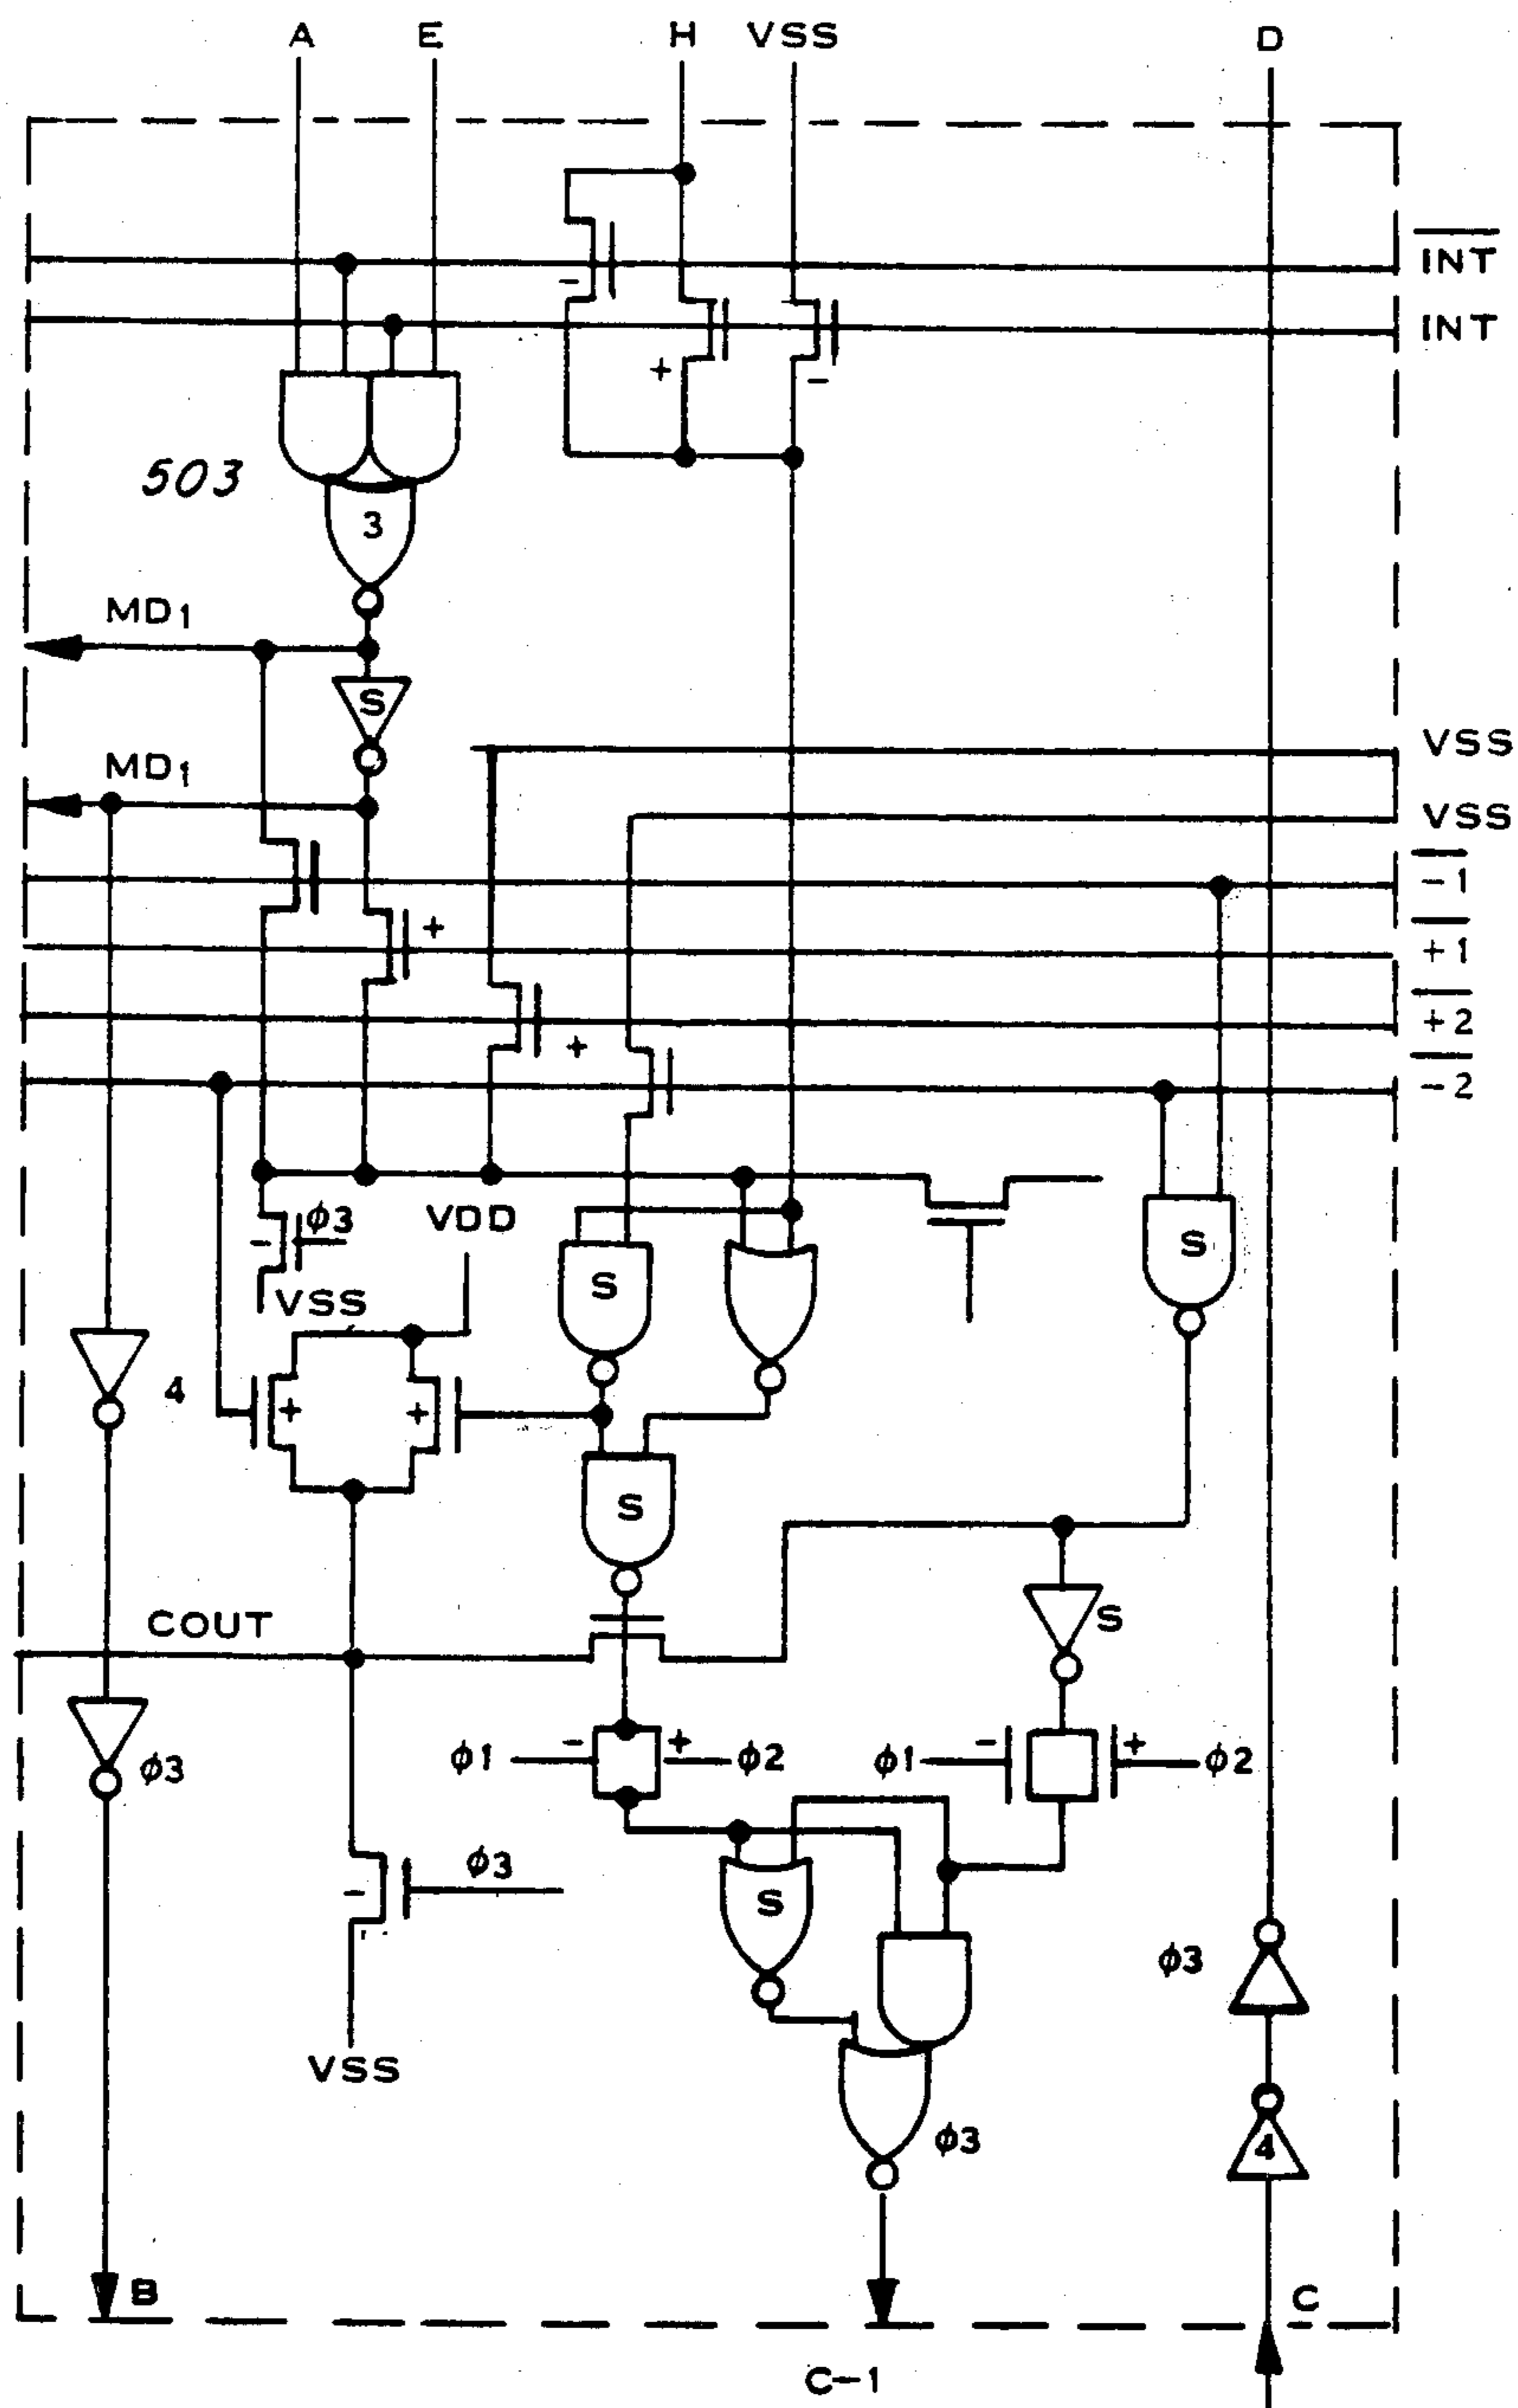 A E H VSS D
INT
INT
-
+
-
503
3
MD1
S
MD1
VSS
VSS
-1
+
+1
+2
+
-2
φ3
VDD
-
S
S
VSS
4
+ +
S
COUT
S
φ1 - + φ2
φ1 - + φ2
φ3
φ3
-
S
φ3
VSS
φ3
4
B
C
C-1